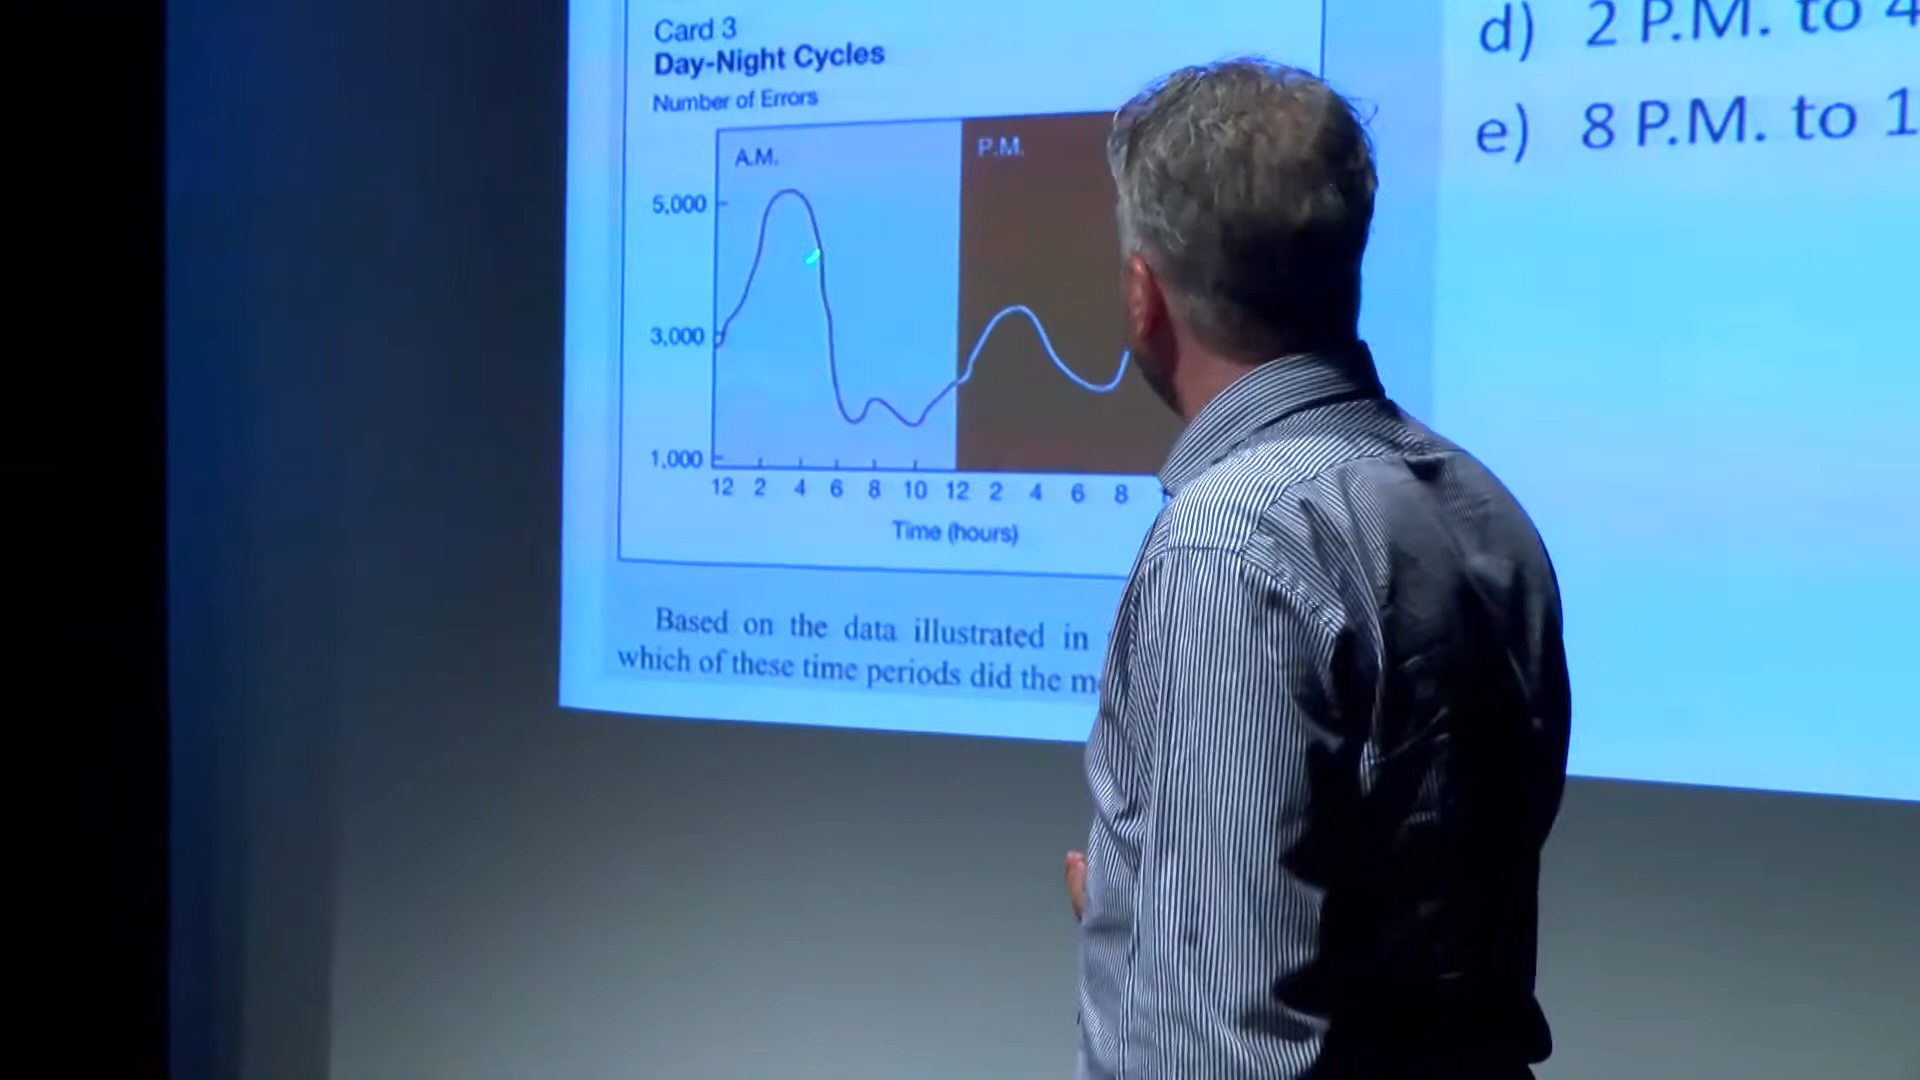 Card 3
Day-Night Cycles
Number of Errors
A.M.
P.M.
5,000
3,000
1,000
12 2 4 6 8 10 12 2 4 6 8
Time (hours)
Based on the data illustrated in
which of these time periods did the
d) 2 P.M. to 4
e) 8 P.M. to 1